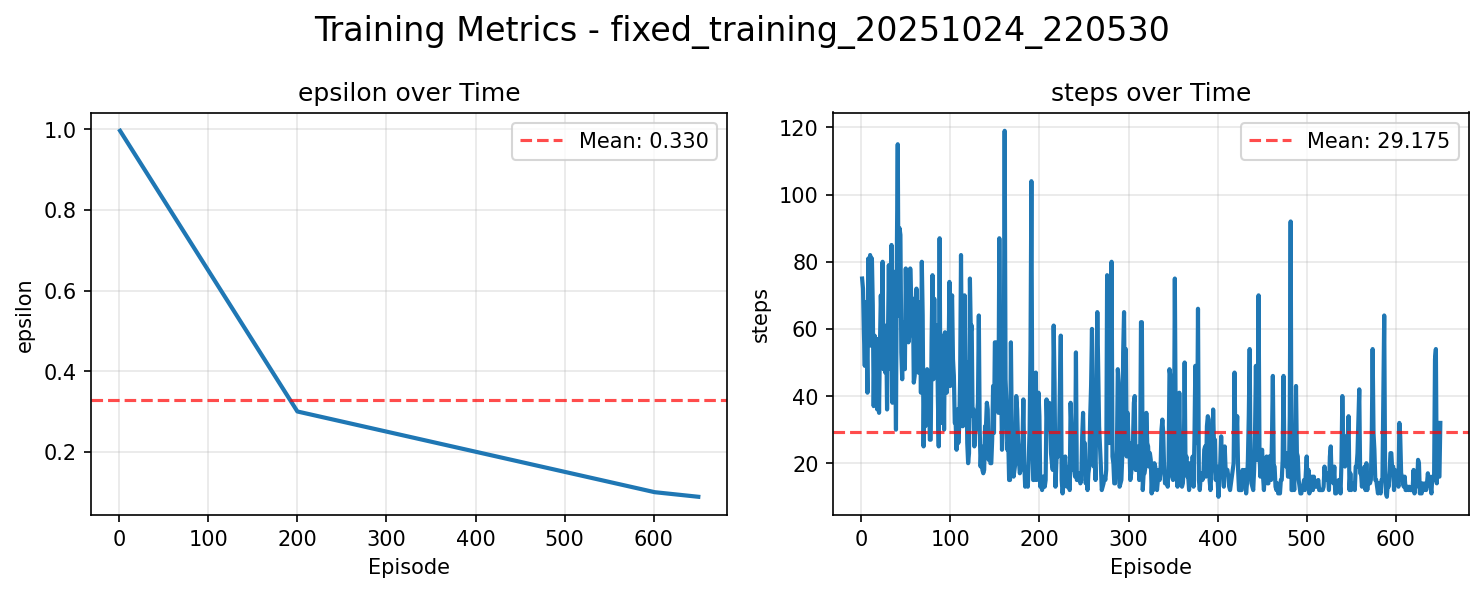 Training Metrics - fixed_training_20251024_220530
epsilon over Time
Mean: 0.330
1.0
0.8
0.6
0.4
0.2
epsilon
0 100 200 300 400 500 600
Episode
steps over Time
Mean: 29.175
120
100
80
60
40
20
steps
0 100 200 300 400 500 600
Episode